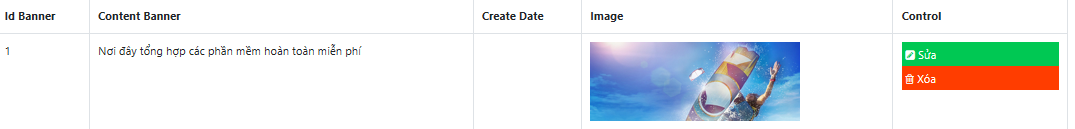 Id Banner Content Banner Create Date Image Control
1 Nơi đây tổng hợp các phần mềm hoàn toàn miễn phí
Sửa
Xóa